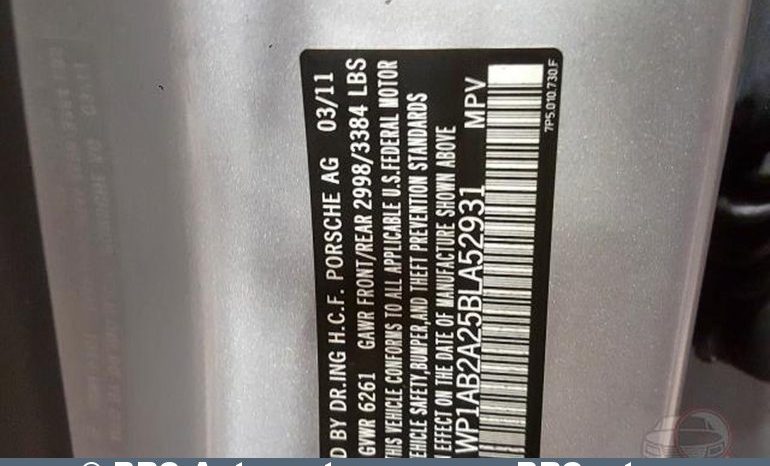 D BY DR.ING H.C.F. PORSCHE AG 03/11
GVWR 6261 GAWR FRONT/REAR 2998/3384 LBS
THIS VEHICLE CONFORMS TO ALL APPLICABLE U.S.FEDERAL MOTOR
VEHICLE SAFETY,BUMPER,AND THEFT PREVENTION STANDARDS
EFFECT ON THE DATE OF MANUFACTURE SHOWN ABOVE
WP1AB2A25BLA52931 MPV
7P5.010.730.F